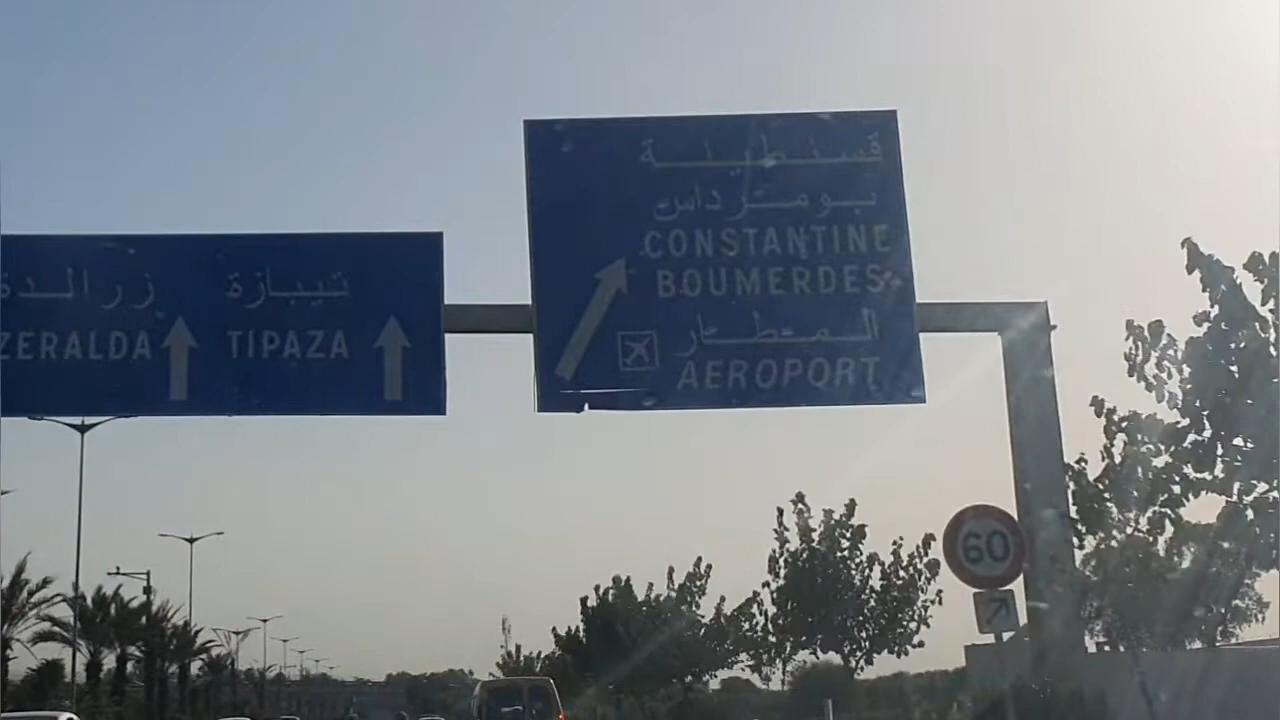 زرالدة
تيبازة
ZERALDA
TIPAZA
قسنطينة
بومرداس
CONSTANTINE
BOUMERDES
المطار
AEROPORT
60